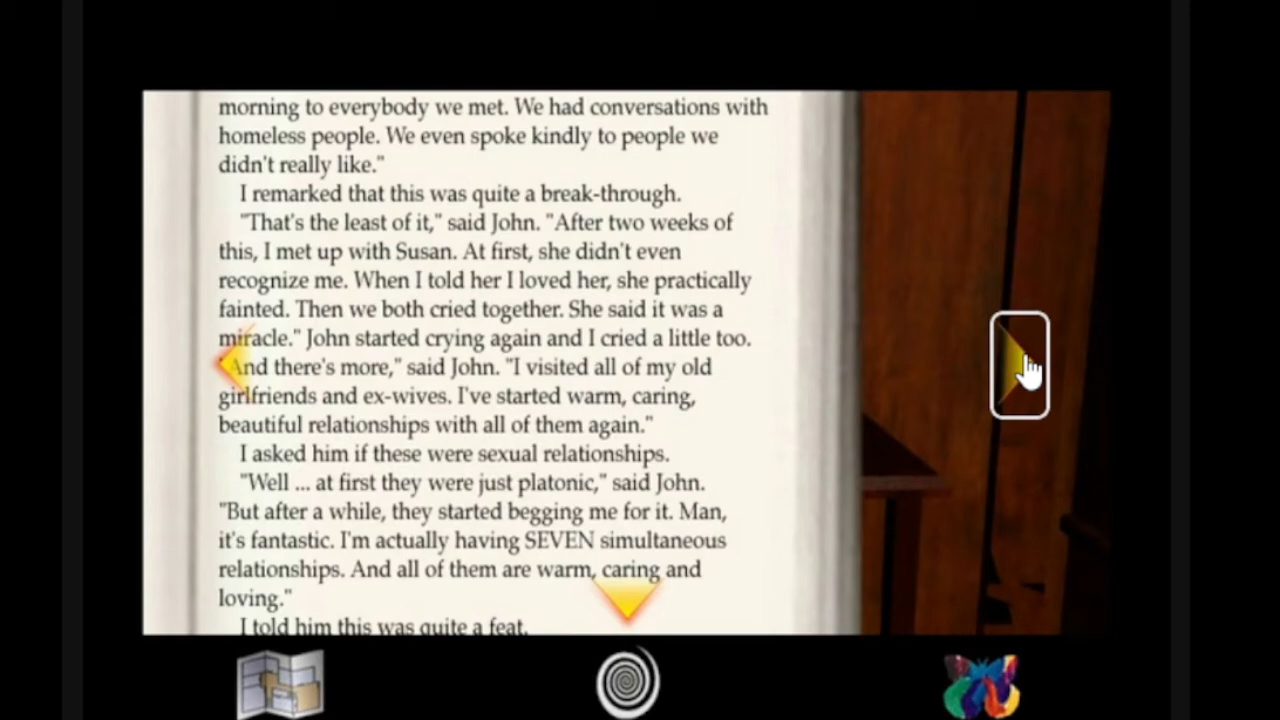 morning to everybody we met. We had conversations with
homeless people. We even spoke kindly to people we
didn't really like."
I remarked that this was quite a break-through.
"That's the least of it," said John. "After two weeks of
this, I met up with Susan. At first, she didn't even
recognize me. When I told her I loved her, she practically
fainted. Then we both cried together. She said it was a
miracle." John started crying again and I cried a little too.
"And there's more," said John. "I visited all of my old
girlfriends and ex-wives. I've started warm, caring,
beautiful relationships with all of them again."
I asked him if these were sexual relationships.
"Well ... at first they were just platonic," said John.
"But after a while, they started begging me for it. Man,
it's fantastic. I'm actually having SEVEN simultaneous
relationships. And all of them are warm, caring and
loving."
I told him this was quite a feat.